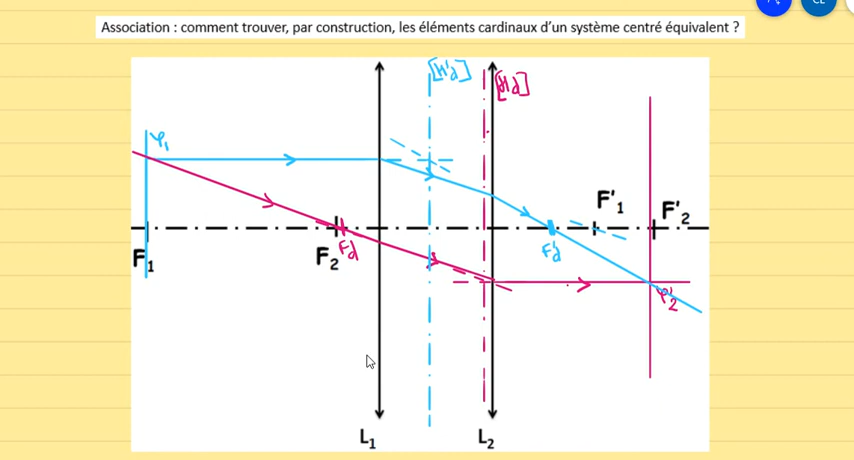 Association : comment trouver, par construction, les éléments cardinaux d'un système centré équivalent ?
[H'd]
[Hd]
φ1
F'1
F'2
F1
F2
Fd
F'd
φ'2
L1
L2